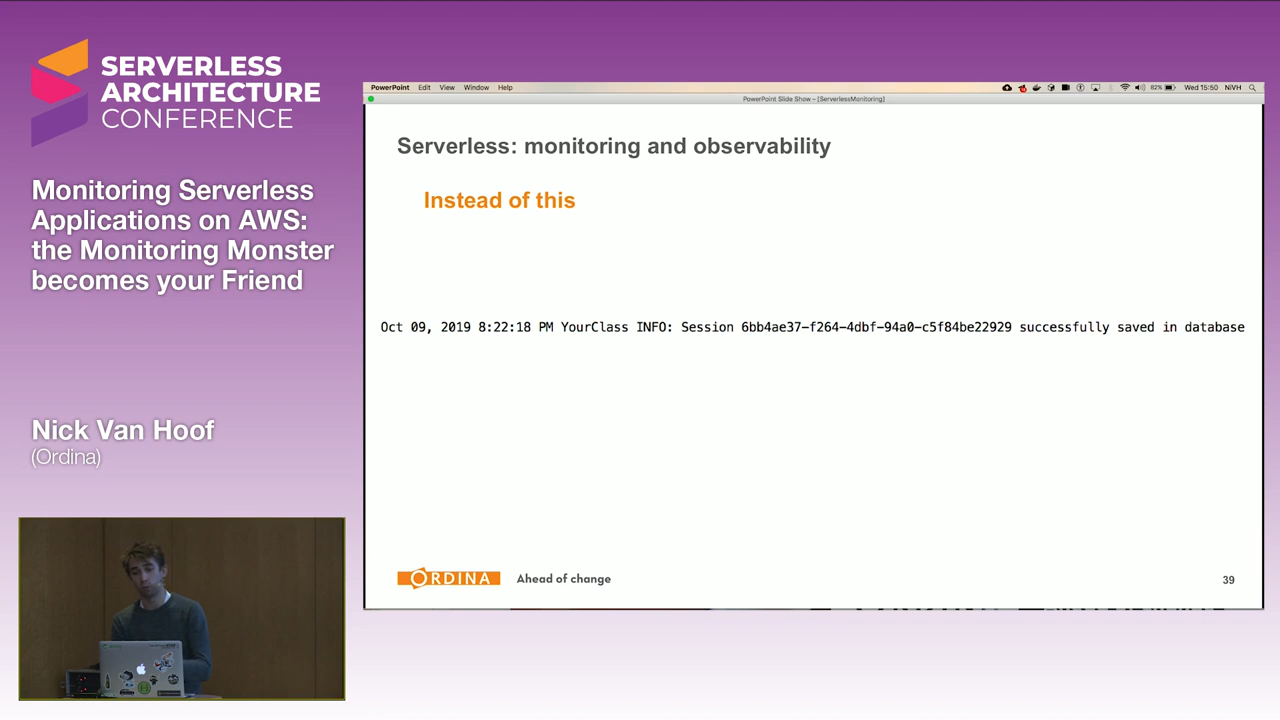 SERVERLESS
ARCHITECTURE
CONFERENCE
Monitoring Serverless
Applications on AWS:
the Monitoring Monster
becomes your Friend
Nick Van Hoof
(Ordina)
PowerPoint Edit View Window Help 82% Wed 15:50 NiVH
PowerPoint Slide Show – [ServerlessMonitoring]
Serverless: monitoring and observability
Instead of this
Oct 09, 2019 8:22:18 PM YourClass INFO: Session 6bb4ae37-f264-4dbf-94a0-c5f84be22929 successfully saved in database
ORDINA Ahead of change 39